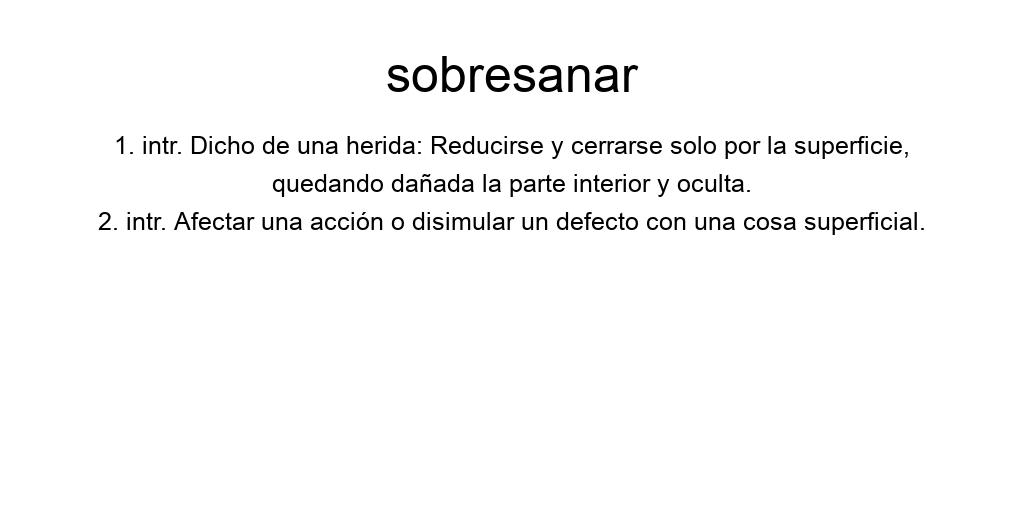 sobresanar
1. intr. Dicho de una herida: Reducirse y cerrarse solo por la superficie,
quedando dañada la parte interior y oculta.
2. intr. Afectar una acción o disimular un defecto con una cosa superficial.